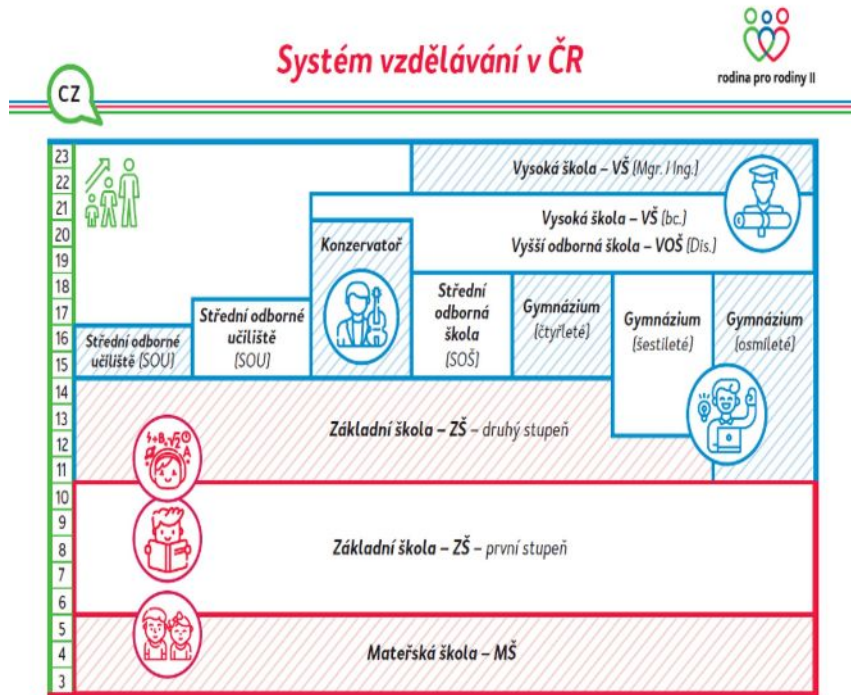 Systém vzdělávání v ČR
rodina pro rodiny II
CZ
23
22
21
20
19
18
17
16
15
14
13
12
11
10
9
8
7
6
5
4
3
Vysoká škola – VŠ (Mgr. / Ing.)
Vysoká škola – VŠ (bc.)
Vyšší odborná škola – VOŠ (Dis.)
Konzervatoř
Střední odborné
učiliště (SOU)
Střední odborné
učiliště
(SOU)
Střední
odborná
škola
(SOŠ)
Gymnázium
(čtyřleté)
Gymnázium
(šestileté)
Gymnázium
(osmileté)
Základní škola – ZŠ – druhý stupeň
Základní škola – ZŠ – první stupeň
Mateřská škola – MŠ